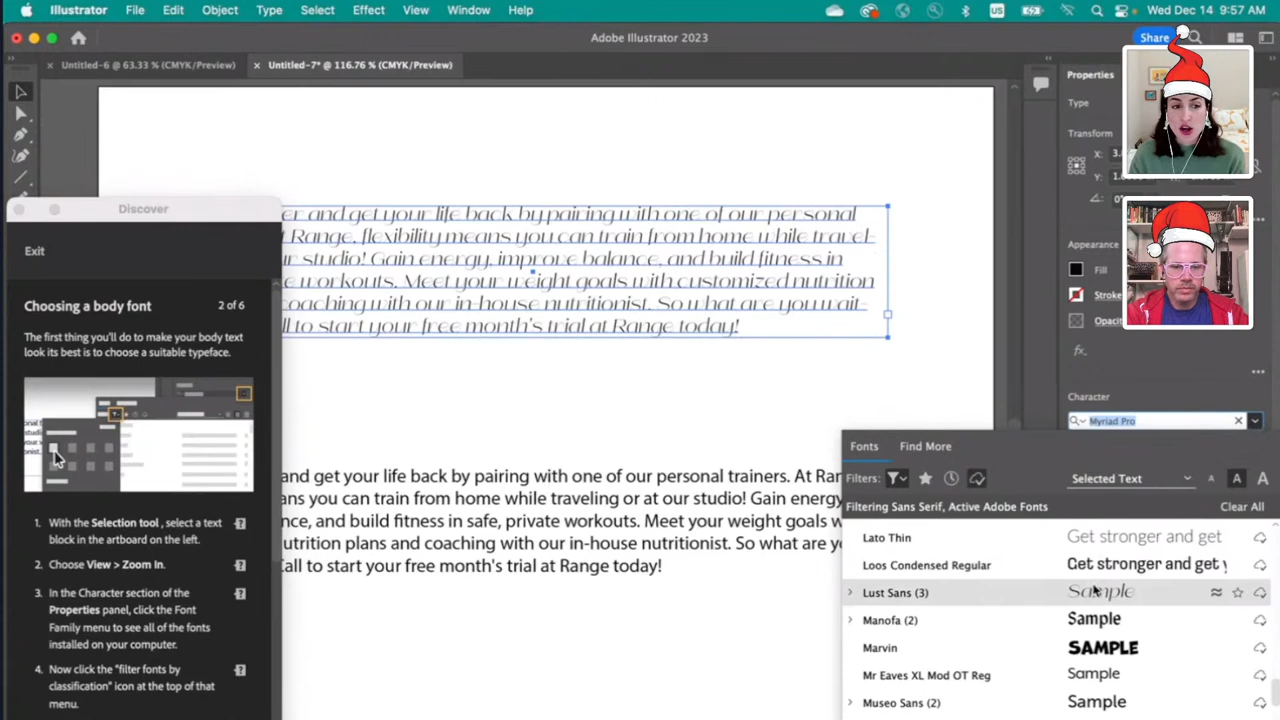 Illustrator File Edit Object Type Select Effect View Window Help US Wed Dec 14 9:57 AM
Adobe Illustrator 2023
Share
× Untitled-6 @ 63.33 % (CMYK/Preview) × Untitled-7* @ 116.76 % (CMYK/Preview)
Properties
Type
Transform
X: 3.
Y: 1.
Appearance
Fill
Stroke
Opac
fx.
Character
Myriad Pro
Discover
Exit
Choosing a body font 2 of 6
The first thing you'll do to make your body text
look its best is to choose a suitable typeface.
1. With the Selection tool , select a text
block in the artboard on the left.
2. Choose View > Zoom In.
3. In the Character section of the
Properties panel, click the Font
Family menu to see all of the fonts
installed on your computer.
4. Now click the "filter fonts by
classification" icon at the top of that
menu.
er and get your life back by pairing with one of our personal
t Range, flexibility means you can train from home while travel-
ur studio! Gain energy, improve balance, and build fitness in
e workouts. Meet your weight goals with customized nutrition
coaching with our in-house nutritionist. So what are you wait-
ll to start your free month's trial at Range today!
and get your life back by pairing with one of our personal trainers. At Ran
ans you can train from home while traveling or at our studio! Gain energy
nce, and build fitness in safe, private workouts. Meet your weight goals w
utrition plans and coaching with our in-house nutritionist. So what are yo
Call to start your free month's trial at Range today!
Fonts Find More
Filters: Selected Text A A A
Filtering Sans Serif, Active Adobe Fonts Clear All
Lato Thin Get stronger and get
Loos Condensed Regular Get stronger and get y
Lust Sans (3) Sample
Manofa (2) Sample
Marvin SAMPLE
Mr Eaves XL Mod OT Reg Sample
Museo Sans (2) Sample